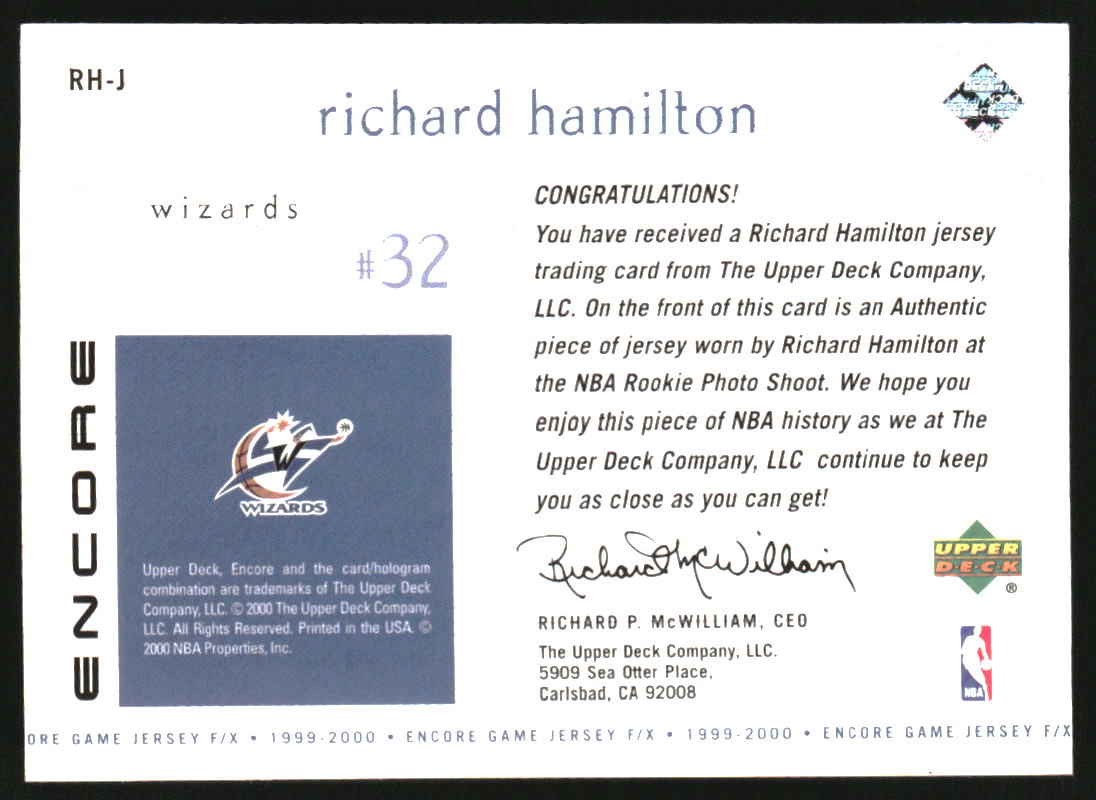 RH-J
richard hamilton
wizards
#32
ENCORE
W
WIZARDS
Upper Deck, Encore and the card/hologram
combination are trademarks of The Upper Deck
Company, LLC. © 2000 The Upper Deck Company,
LLC. All Rights Reserved. Printed in the USA. ©
2000 NBA Properties, Inc.
CONGRATULATIONS!
You have received a Richard Hamilton jersey
trading card from The Upper Deck Company,
LLC. On the front of this card is an Authentic
piece of jersey worn by Richard Hamilton at
the NBA Rookie Photo Shoot. We hope you
enjoy this piece of NBA history as we at The
Upper Deck Company, LLC continue to keep
you as close as you can get!
Richard McWilliam
RICHARD P. McWILLIAM, CEO
The Upper Deck Company, LLC.
5909 Sea Otter Place,
Carlsbad, CA 92008
UPPER
D·E·C·K
®
NBA
ORE GAME JERSEY F/X • 1999-2000 • ENCORE GAME JERSEY F/X • 1999-2000 • ENCORE GAME JERSEY F/X